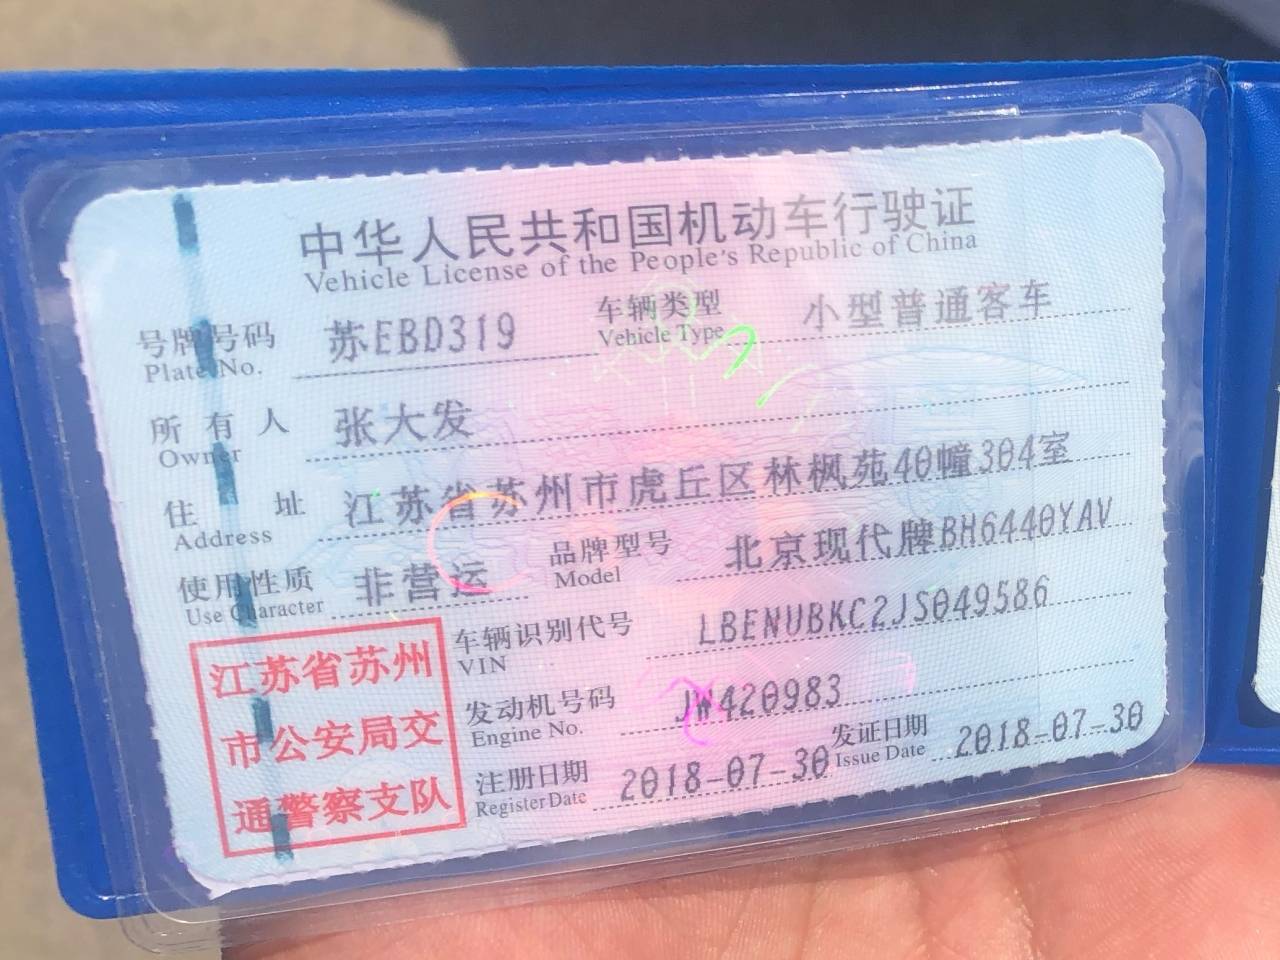 中华人民共和国机动车行驶证
Vehicle License of the People's Republic of China
号牌号码 苏EBD319 车辆类型 小型普通客车
Plate No. Vehicle Type
所有人 张大发
Owner
住址 江苏省苏州市虎丘区林枫苑40幢304室
Address
使用性质 非营运 品牌型号 北京现代牌BH6440YAV
Use Character Model
江苏省苏州
市公安局交
通警察支队
车辆识别代号 LBENUBKC2JS049586
VIN
发动机号码 JW420983
Engine No.
注册日期 2018-07-30 发证日期 2018-07-30
Register Date Issue Date